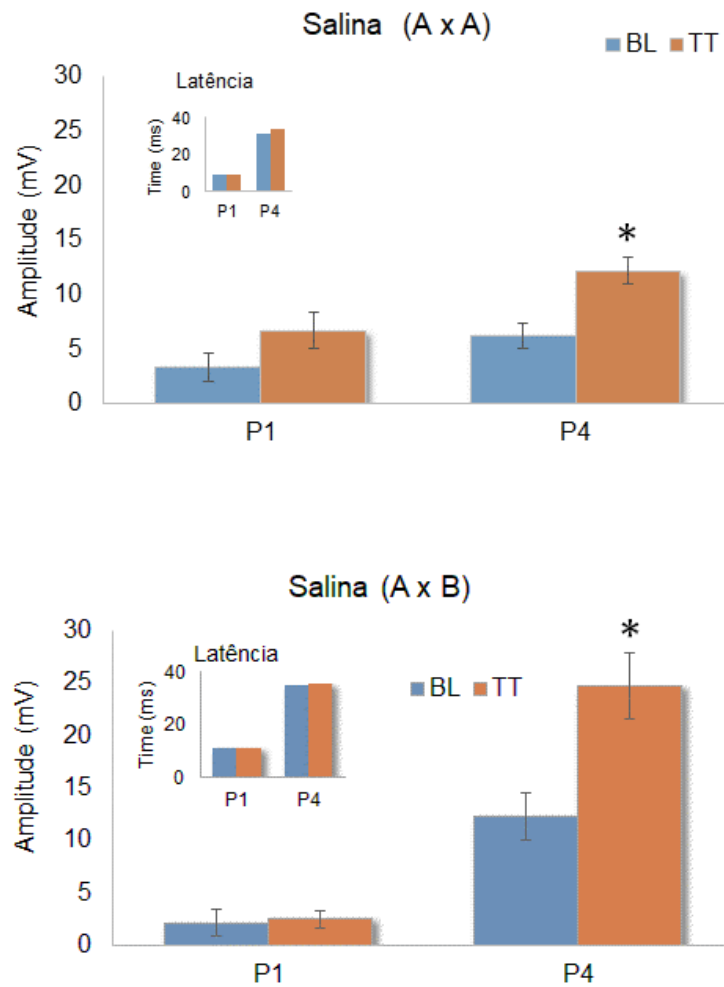 Salina (A x A)
BL TT
30
25
20
15
10
5
0
Amplitude (mV)
Latência
40
20
0
Time (ms)
P1 P4
*
P1 P4
Salina (A x B)
BL TT
30
25
20
15
10
5
0
Amplitude (mV)
Latência
40
20
0
Time (ms)
P1 P4
*
P1 P4